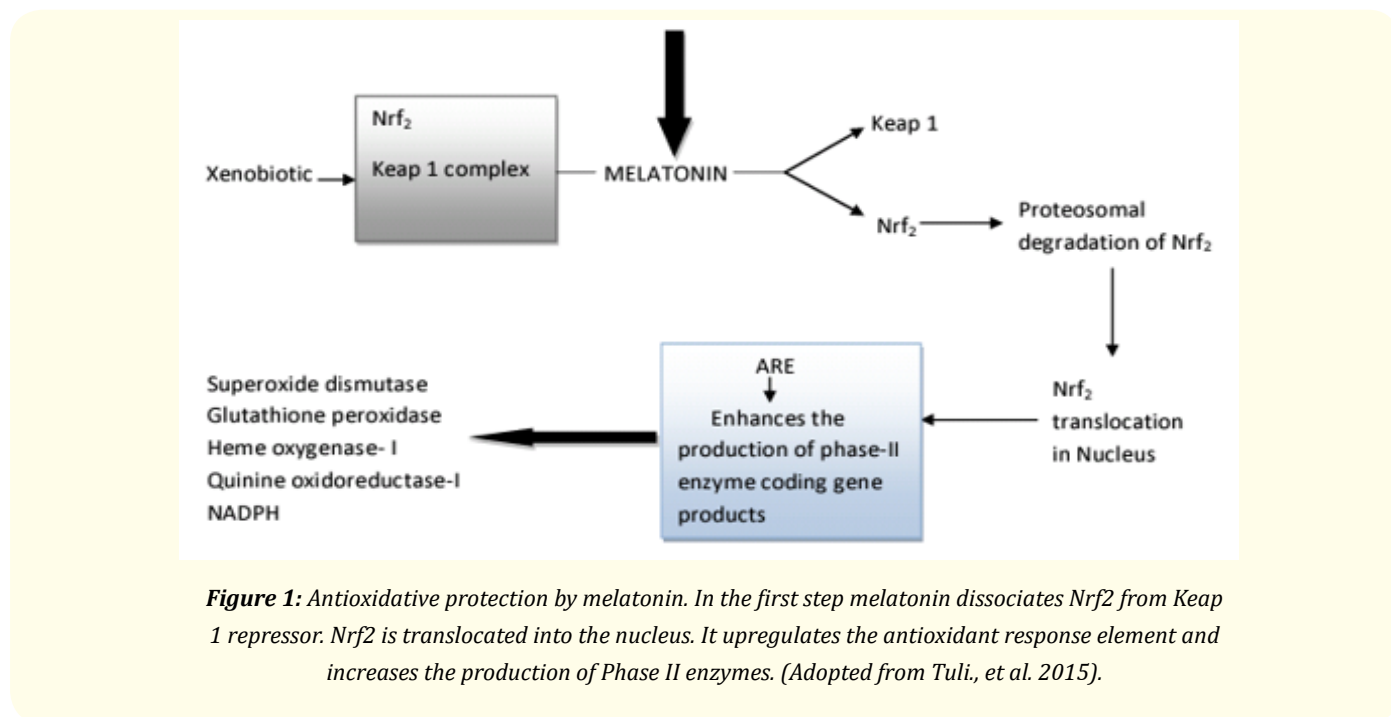 Nrf₂
Keap 1 complex
Xenobiotic
MELATONIN
Keap 1
Nrf₂
Proteosomal
degradation of Nrf₂
Nrf₂
translocation
in Nucleus
ARE
Enhances the
production of phase-II
enzyme coding gene
products
Superoxide dismutase
Glutathione peroxidase
Heme oxygenase- I
Quinine oxidoreductase-I
NADPH
Figure 1: Antioxidative protection by melatonin. In the first step melatonin dissociates Nrf2 from Keap
1 repressor. Nrf2 is translocated into the nucleus. It upregulates the antioxidant response element and
increases the production of Phase II enzymes. (Adopted from Tuli., et al. 2015).